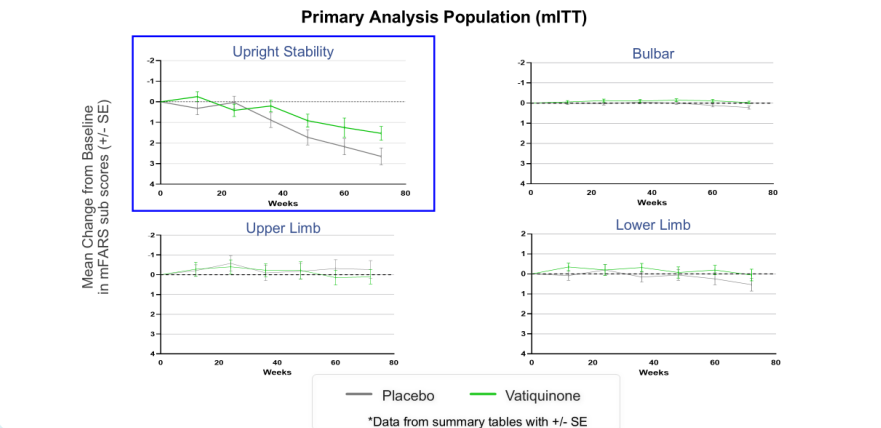 Primary Analysis Population (mITT)
Mean Change from Baseline
in mFARS sub scores (+/- SE)
Upright Stability
-2
-1
0
1
2
3
4
0 20 40 60 80
Weeks
Bulbar
-2
-1
0
1
2
3
4
0 20 40 60 80
Weeks
Upper Limb
-2
-1
0
1
2
3
4
0 20 40 60 80
Weeks
Lower Limb
2
-1
0
1
2
3
4
0 20 40 60 80
Weeks
Placebo Vatiquinone
*Data from summary tables with +/- SE